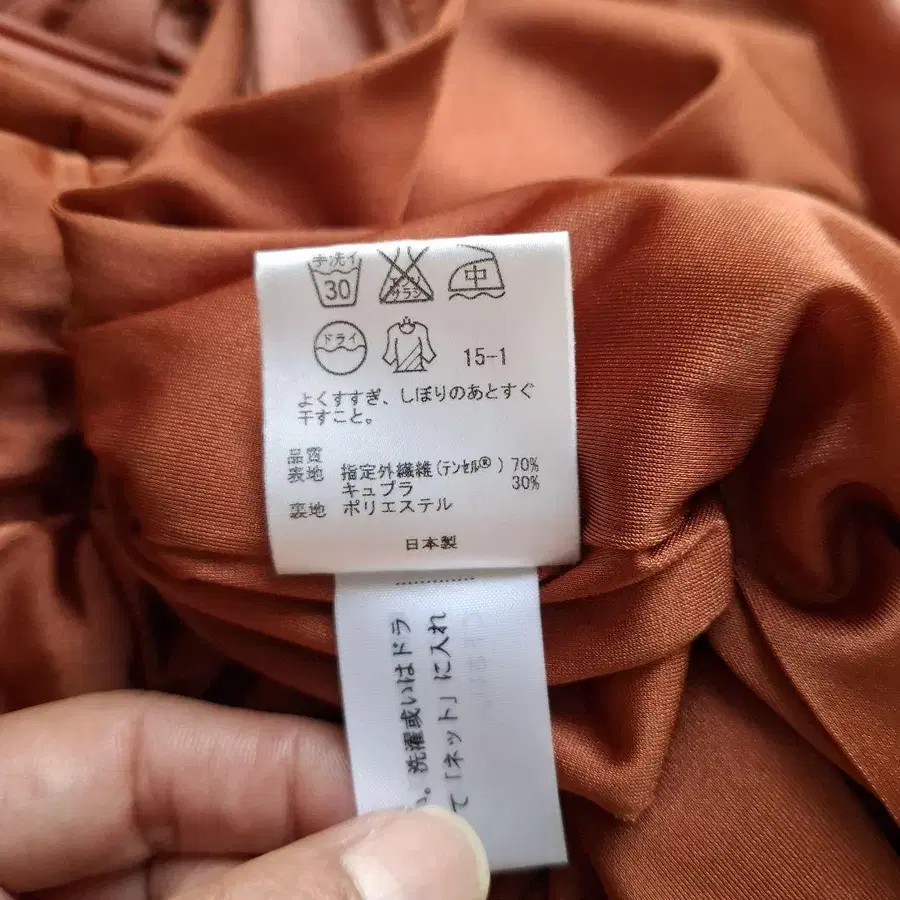 手洗イ
30
エンソ
サラシ
中
ドライ
15-1
よくすすぎ、しぼりのあとすぐ
干すこと。
品質
表地 指定外繊維(テンセル®) 70%
キュプラ 30%
裏地 ポリエステル
日本製
。洗濯或いはドラ
て「ネット」に入れ